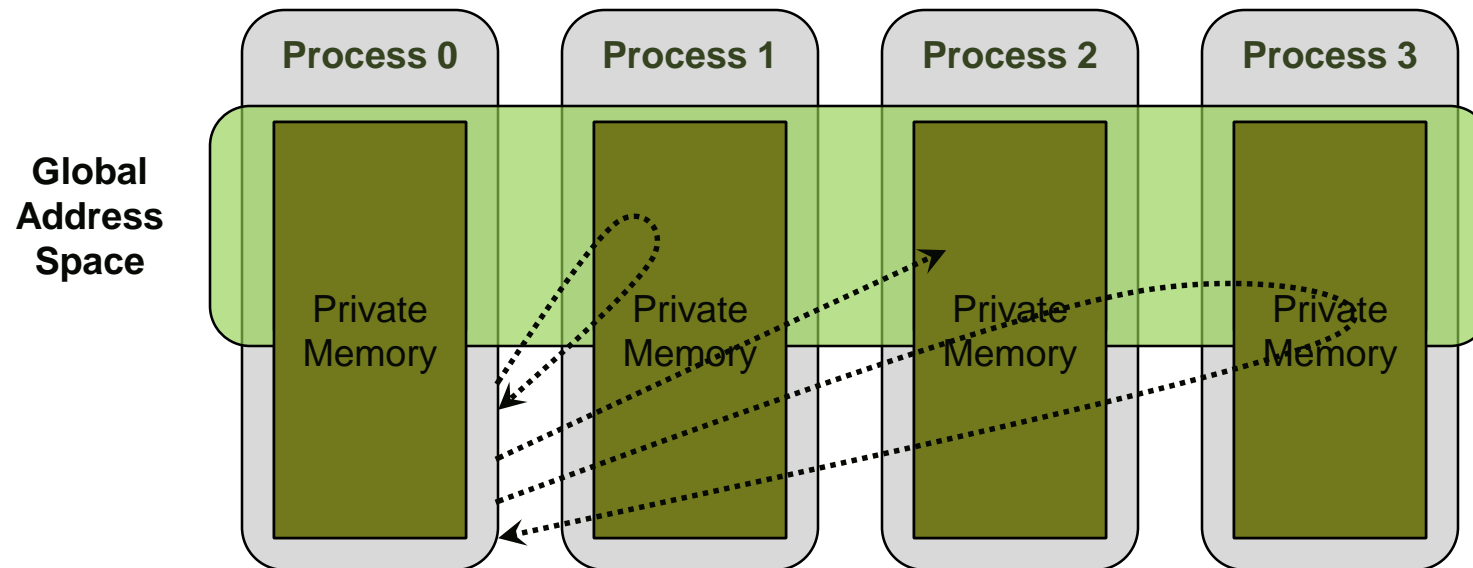 Process 0
Process 1
Process 2
Process 3
Global
Address
Space
Private
Memory
Private
Memory
Private
Memory
Private
Memory